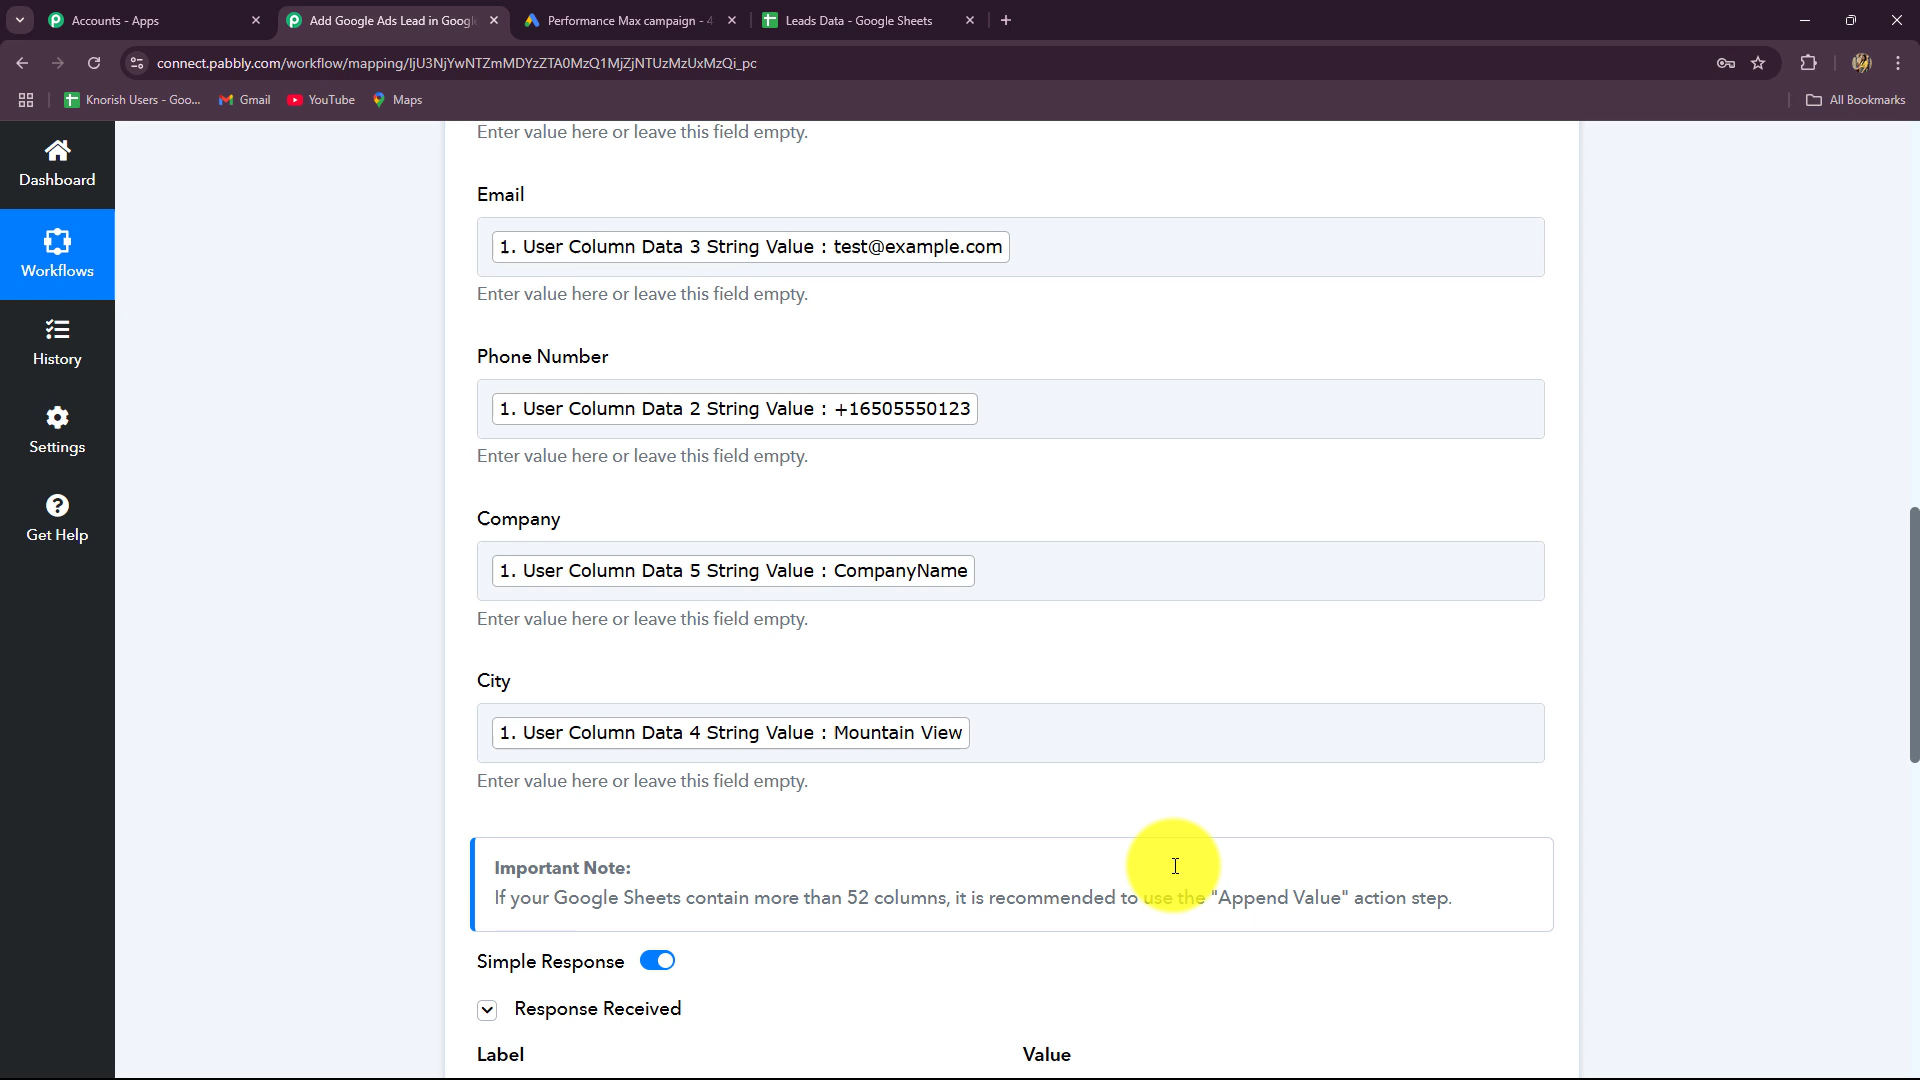 Accounts - Apps
Add Google Ads Lead in Googl
Performance Max campaign - 4
Leads Data - Google Sheets
connect.pabbly.com/workflow/mapping/IjU3NjYwNTZmMDYzZTA0MzQ1MjZjNTUzMzUxMzQi_pc
Knorish Users - Goo...
Gmail
YouTube
Maps
All Bookmarks
Dashboard
Workflows
History
Settings
Get Help
Enter value here or leave this field empty.
Email
1. User Column Data 3 String Value : test@example.com
Enter value here or leave this field empty.
Phone Number
1. User Column Data 2 String Value : +16505550123
Enter value here or leave this field empty.
Company
1. User Column Data 5 String Value : CompanyName
Enter value here or leave this field empty.
City
1. User Column Data 4 String Value : Mountain View
Enter value here or leave this field empty.
Important Note:
If your Google Sheets contain more than 52 columns, it is recommended to use the "Append Value" action step.
Simple Response
Response Received
Label
Value